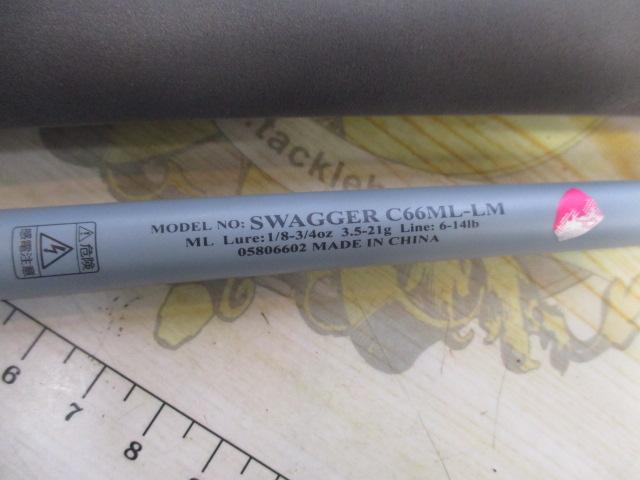 .tackleb
MODEL NO: SWAGGER C66ML-LM
ML Lure:1/8-3/4oz 3.5-21g Line: 6-14lb
05806602 MADE IN CHINA
危険
感電注意
6
7
8